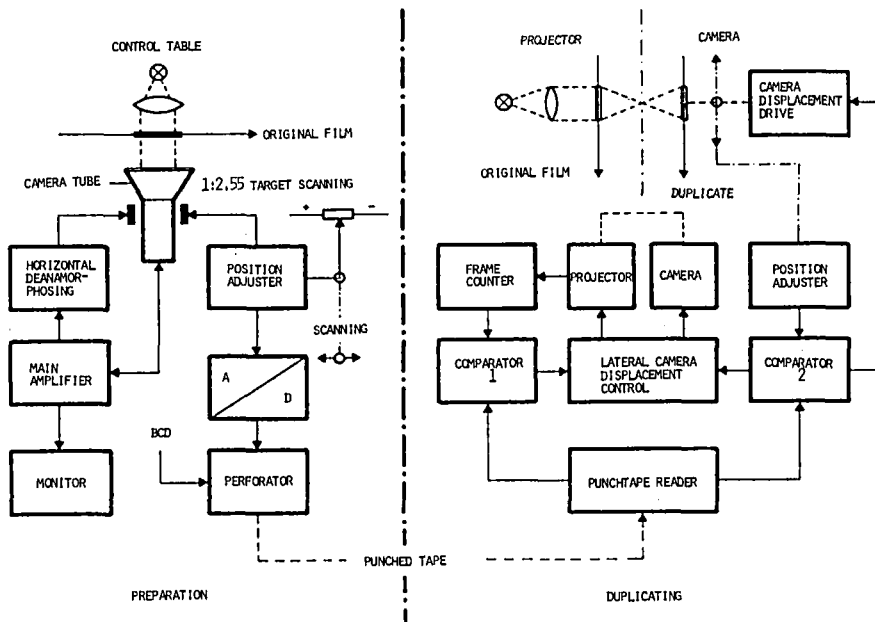 CONTROL TABLE
ORIGINAL FILM
CAMERA TUBE
1:2,55 TARGET SCANNING
+ -
HORIZONTAL
DEANAMOR-
PHOSING
POSITION
ADJUSTER
SCANNING
MAIN
AMPLIFIER
A
D
BCD
MONITOR
PERFORATOR
PUNCHED TAPE
PREPARATION
PROJECTOR
CAMERA
CAMERA
DISPLACEMENT
DRIVE
ORIGINAL FILM
DUPLICATE
FRAME
COUNTER
PROJECTOR
CAMERA
POSITION
ADJUSTER
COMPARATOR
1
LATERAL CAMERA
DISPLACEMENT
CONTROL
COMPARATOR
2
PUNCHTAPE READER
DUPLICATING